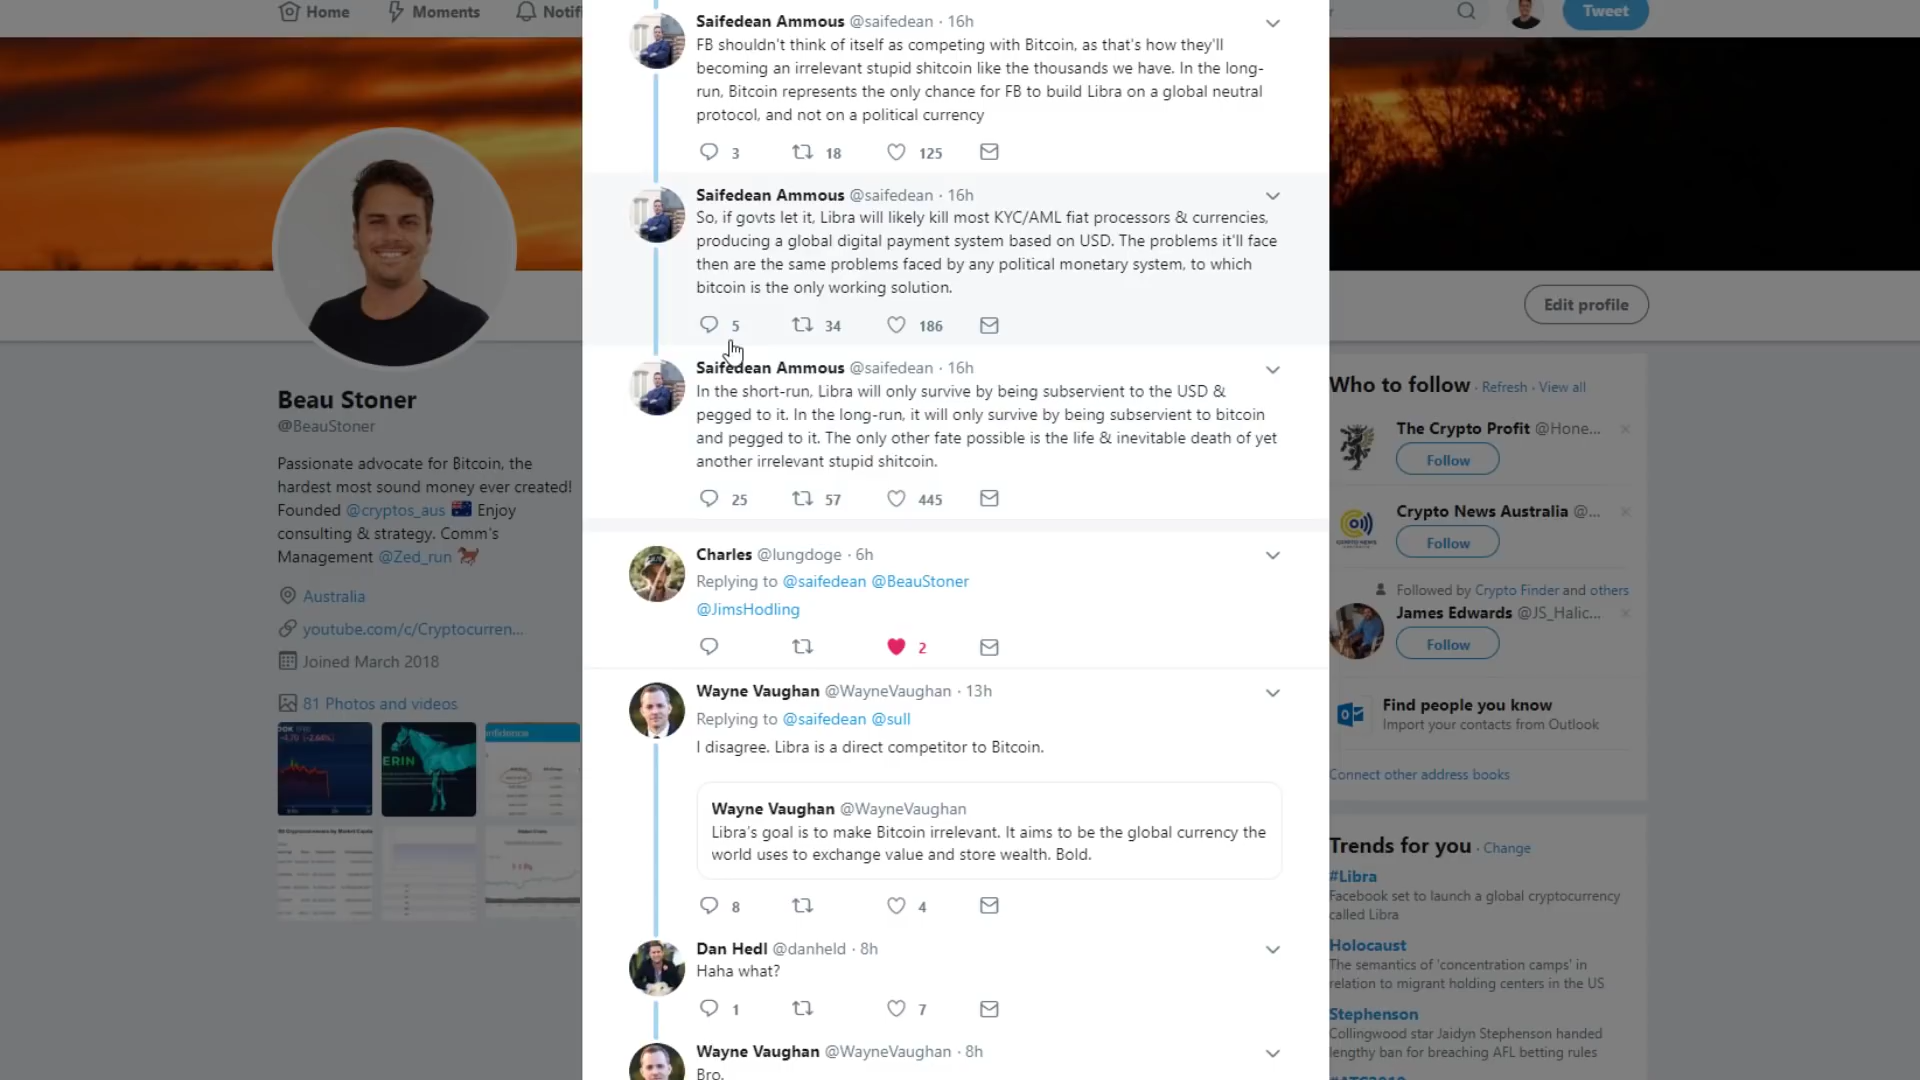 Home
Moments
Notifi
Tweet
Beau Stoner
@BeauStoner
Passionate advocate for Bitcoin, the
hardest most sound money ever created!
Founded @cryptos_aus 🇦🇺 Enjoy
consulting & strategy. Comm's
Management @Zed_run 🐎
Australia
youtube.com/c/Cryptocurren...
Joined March 2018
81 Photos and videos
-4.70 (-2.64%)
ERIN
nfidence
Saifedean Ammous @saifedean · 16h
FB shouldn't think of itself as competing with Bitcoin, as that's how they'll
becoming an irrelevant stupid shitcoin like the thousands we have. In the long-
run, Bitcoin represents the only chance for FB to build Libra on a global neutral
protocol, and not on a political currency
3 18 125
Saifedean Ammous @saifedean · 16h
So, if govts let it, Libra will likely kill most KYC/AML fiat processors & currencies,
producing a global digital payment system based on USD. The problems it'll face
then are the same problems faced by any political monetary system, to which
bitcoin is the only working solution.
5 34 186
Saifedean Ammous @saifedean · 16h
In the short-run, Libra will only survive by being subservient to the USD &
pegged to it. In the long-run, it will only survive by being subservient to bitcoin
and pegged to it. The only other fate possible is the life & inevitable death of yet
another irrelevant stupid shitcoin.
25 57 445
Charles @lungdoge · 6h
Replying to @saifedean @BeauStoner
@JimsHodling
2
Wayne Vaughan @WayneVaughan · 13h
Replying to @saifedean @sull
I disagree. Libra is a direct competitor to Bitcoin.
Wayne Vaughan @WayneVaughan
Libra's goal is to make Bitcoin irrelevant. It aims to be the global currency the
world uses to exchange value and store wealth. Bold.
8 4
Dan Hedl @danheld · 8h
Haha what?
1 7
Wayne Vaughan @WayneVaughan · 8h
Bro.
Edit profile
Who to follow · Refresh · View all
The Crypto Profit @Hone...
Follow
Crypto News Australia @...
Follow
Followed by Crypto Finder and others
James Edwards @JS_Halic...
Follow
Find people you know
Import your contacts from Outlook
Connect other address books
Trends for you · Change
#Libra
Facebook set to launch a global cryptocurrency
called Libra
Holocaust
The semantics of 'concentration camps' in
relation to migrant holding centers in the US
Stephenson
Collingwood star Jaidyn Stephenson handed
lengthy ban for breaching AFL betting rules